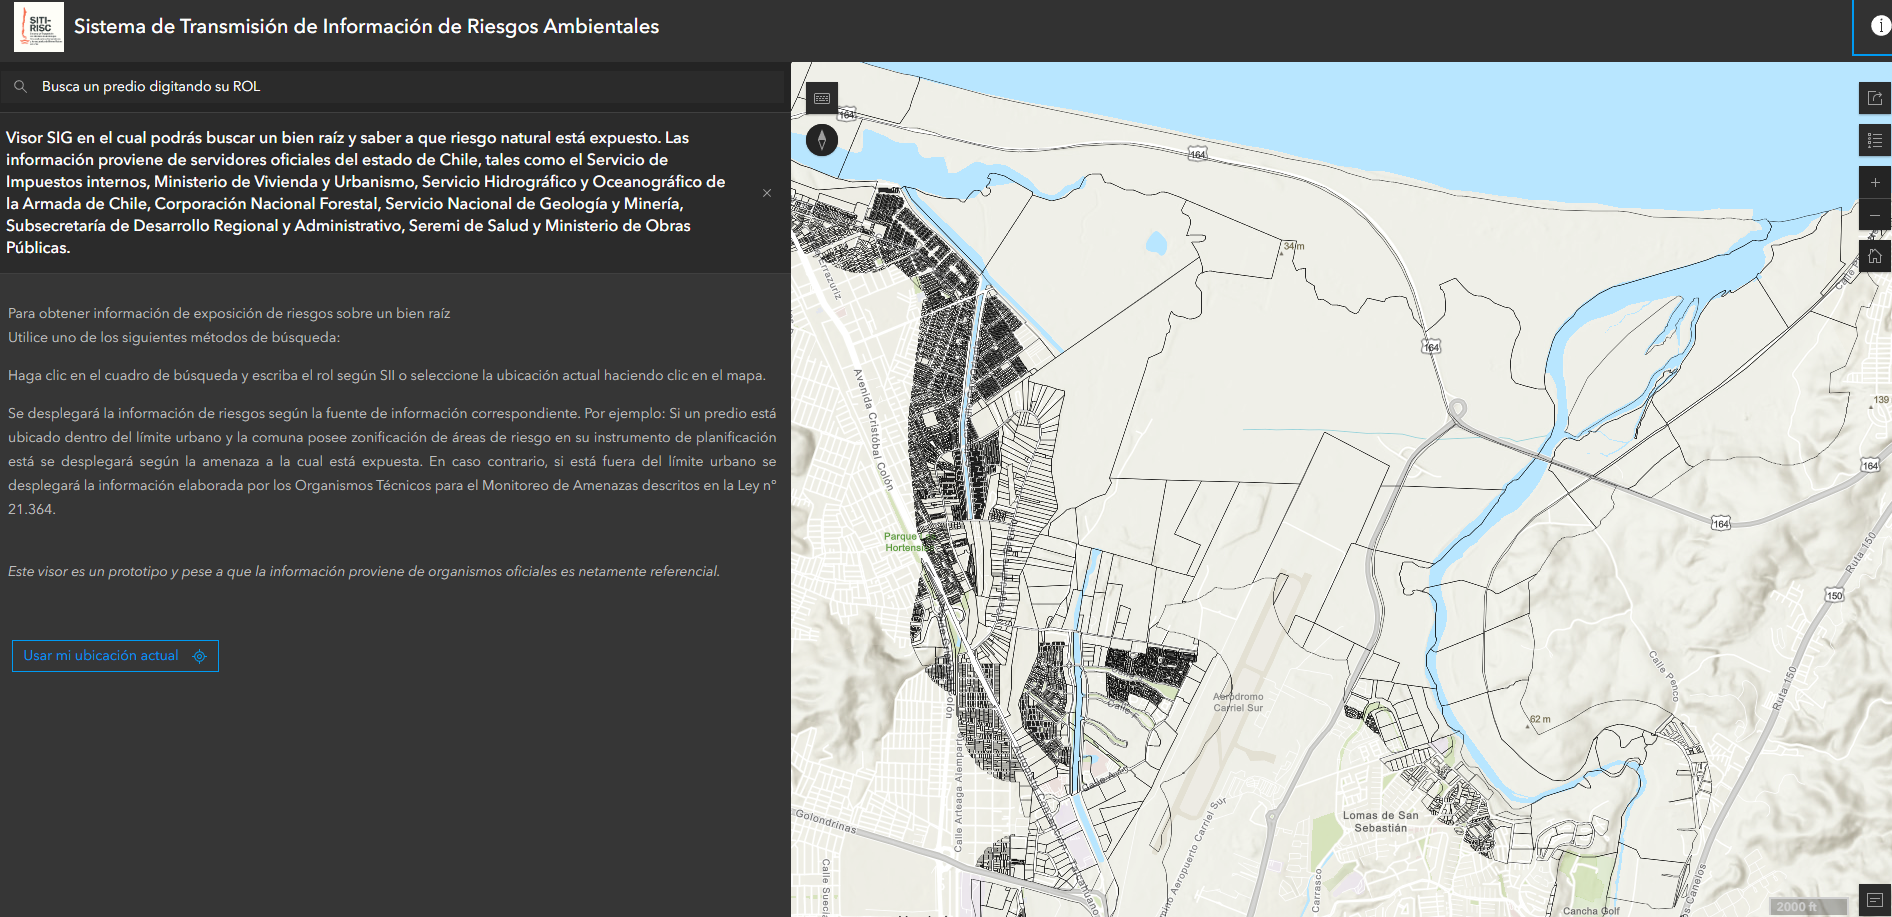 SITI-
RISC
Sistema de Transmisión de Información de Riesgos Ambientales
Busca un predio digitando su ROL
Visor SIG en el cual podrás buscar un bien raíz y saber a que riesgo natural está expuesto. Las
información proviene de servidores oficiales del estado de Chile, tales como el Servicio de
Impuestos internos, Ministerio de Vivienda y Urbanismo, Servicio Hidrográfico y Oceanográfico de
la Armada de Chile, Corporación Nacional Forestal, Servicio Nacional de Geología y Minería,
Subsecretaría de Desarrollo Regional y Administrativo, Seremi de Salud y Ministerio de Obras
Públicas.
Para obtener información de exposición de riesgos sobre un bien raíz
Utilice uno de los siguientes métodos de búsqueda:
Haga clic en el cuadro de búsqueda y escriba el rol según SII o seleccione la ubicación actual haciendo clic en el mapa.
Se desplegará la información de riesgos según la fuente de información correspondiente. Por ejemplo: Si un predio está
ubicado dentro del límite urbano y la comuna posee zonificación de áreas de riesgo en su instrumento de planificación
está se desplegará según la amenaza a la cual está expuesta. En caso contrario, si está fuera del límite urbano se
desplegará la información elaborada por los Organismos Técnicos para el Monitoreo de Amenazas descritos en la Ley nº
21.364.
Este visor es un prototipo y pese a que la información proviene de organismos oficiales es netamente referencial.
Usar mi ubicación actual
164
164
34 m
Errazuriz
164
Avenida Cristóbal Colón
139
164
164
Parque
Hortensi
Ruta 150
150
Calle Penco
Ruta 150
Aeródromo
Carriel Sur
62 m
Calle Arteaga Alemparte
Golondrinas
Lomas de San
Sebastián
Aeropuerto Carriel Sur
Carrasco
Cancha Golf
2000 ft